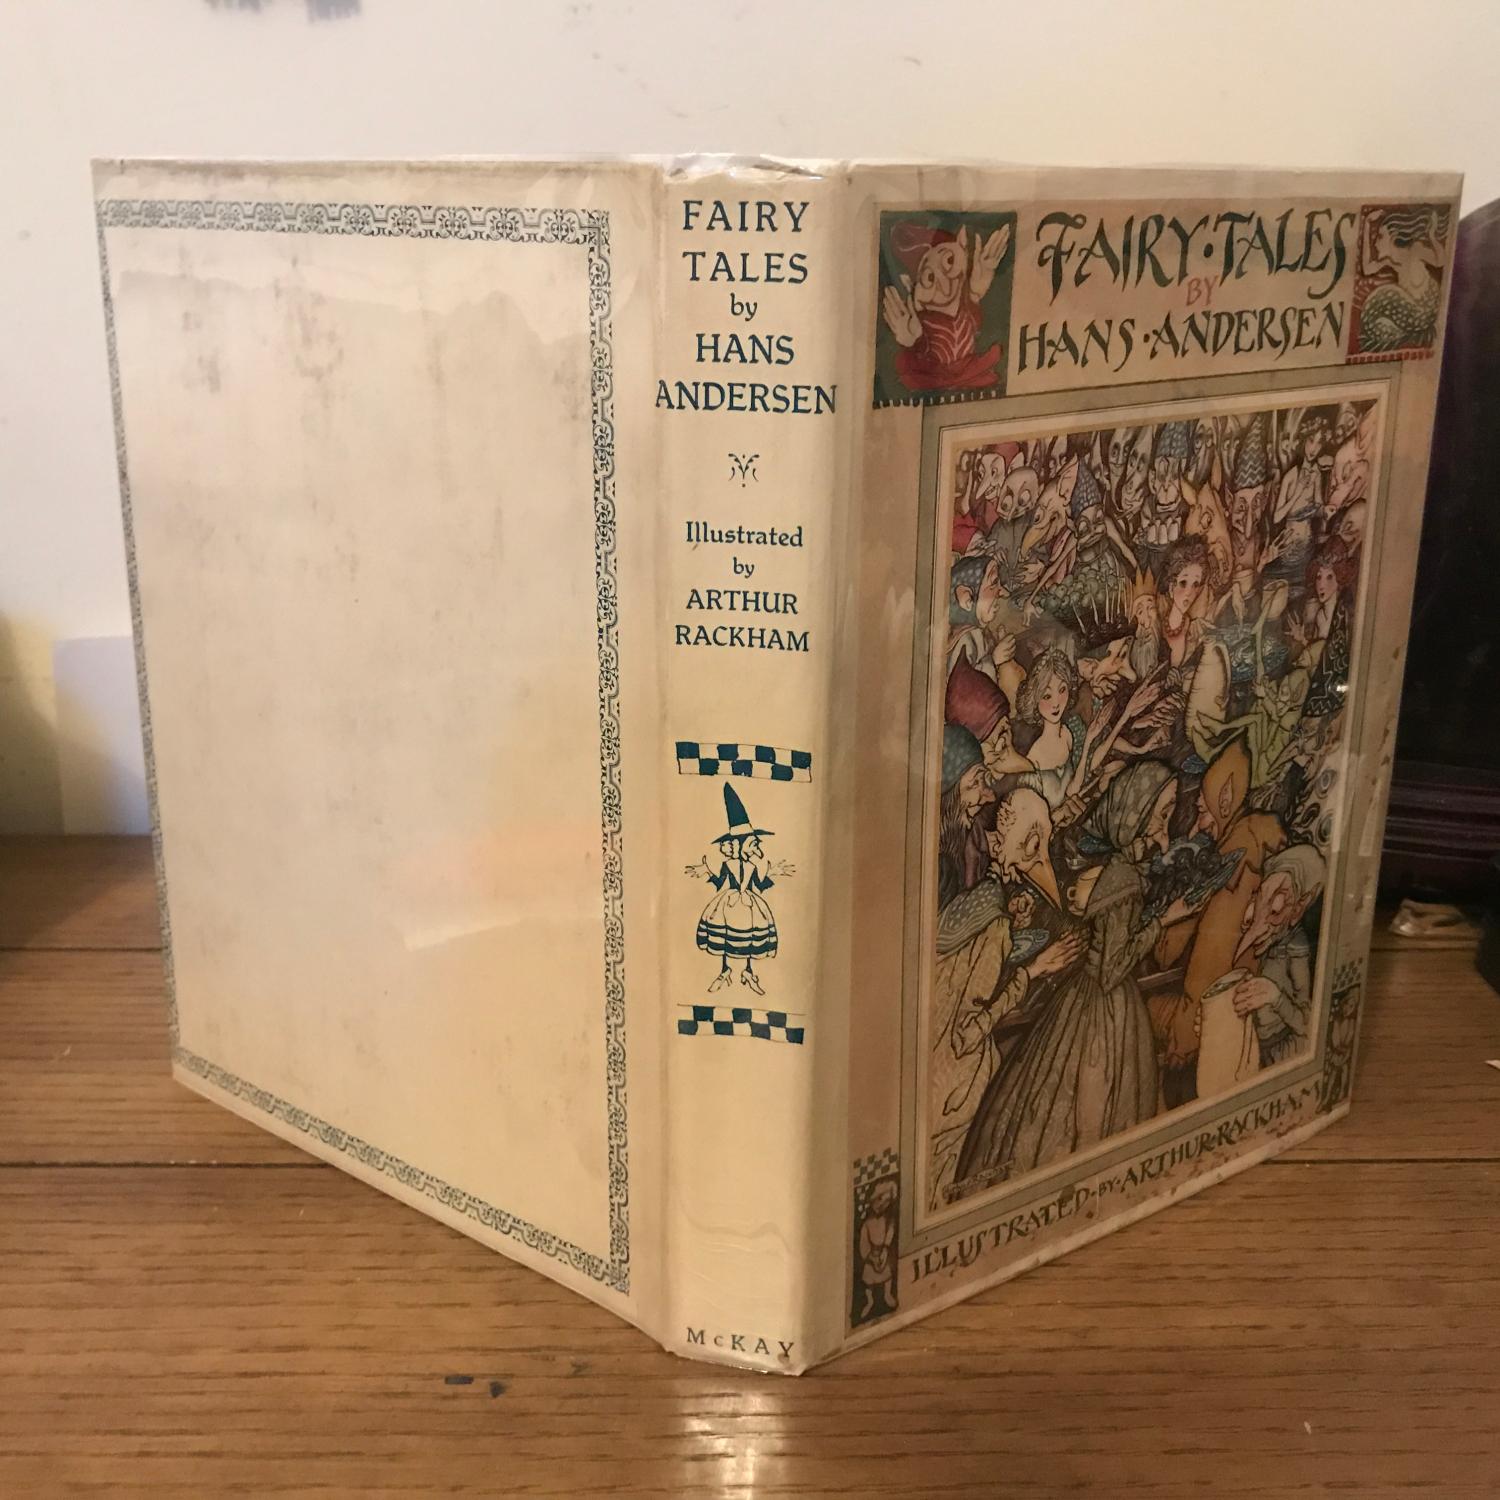 FAIRY
TALES
by
HANS
ANDERSEN
Illustrated
by
ARTHUR
RACKHAM
McKAY
FAIRY·TALES
BY
HANS·ANDERSEN
ILLUSTRATED·BY·ARTHUR·RACKHAM